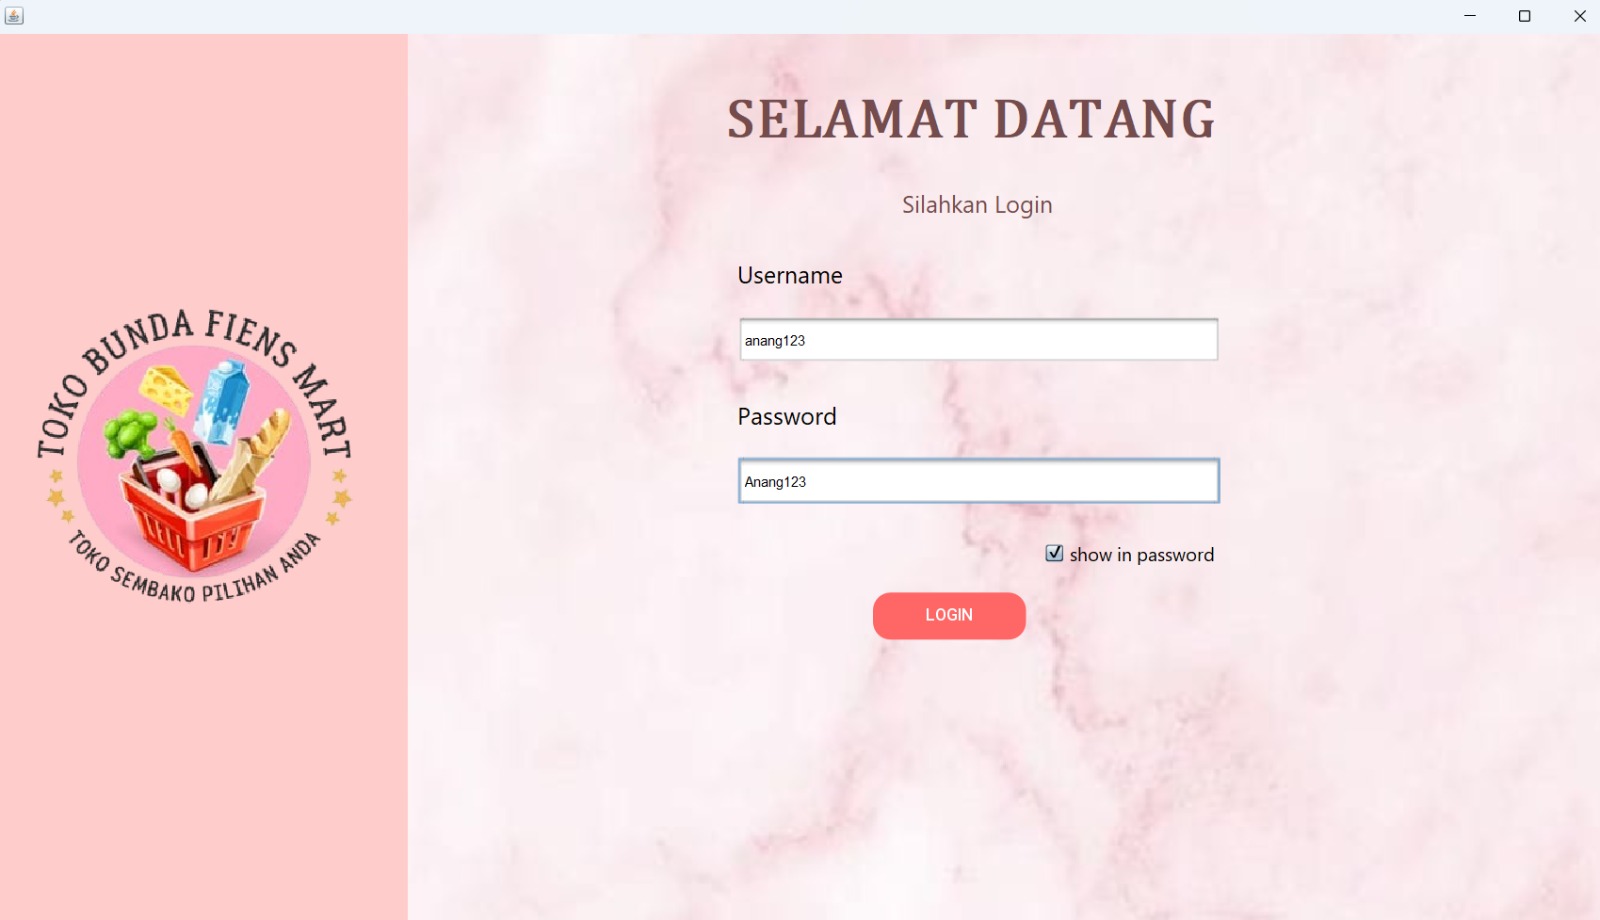 TOKO BUNDA FIENS MART
TOKO SEMBAKO PILIHAN ANDA
SELAMAT DATANG
Silahkan Login
Username
anang123
Password
Anang123
show in password
LOGIN